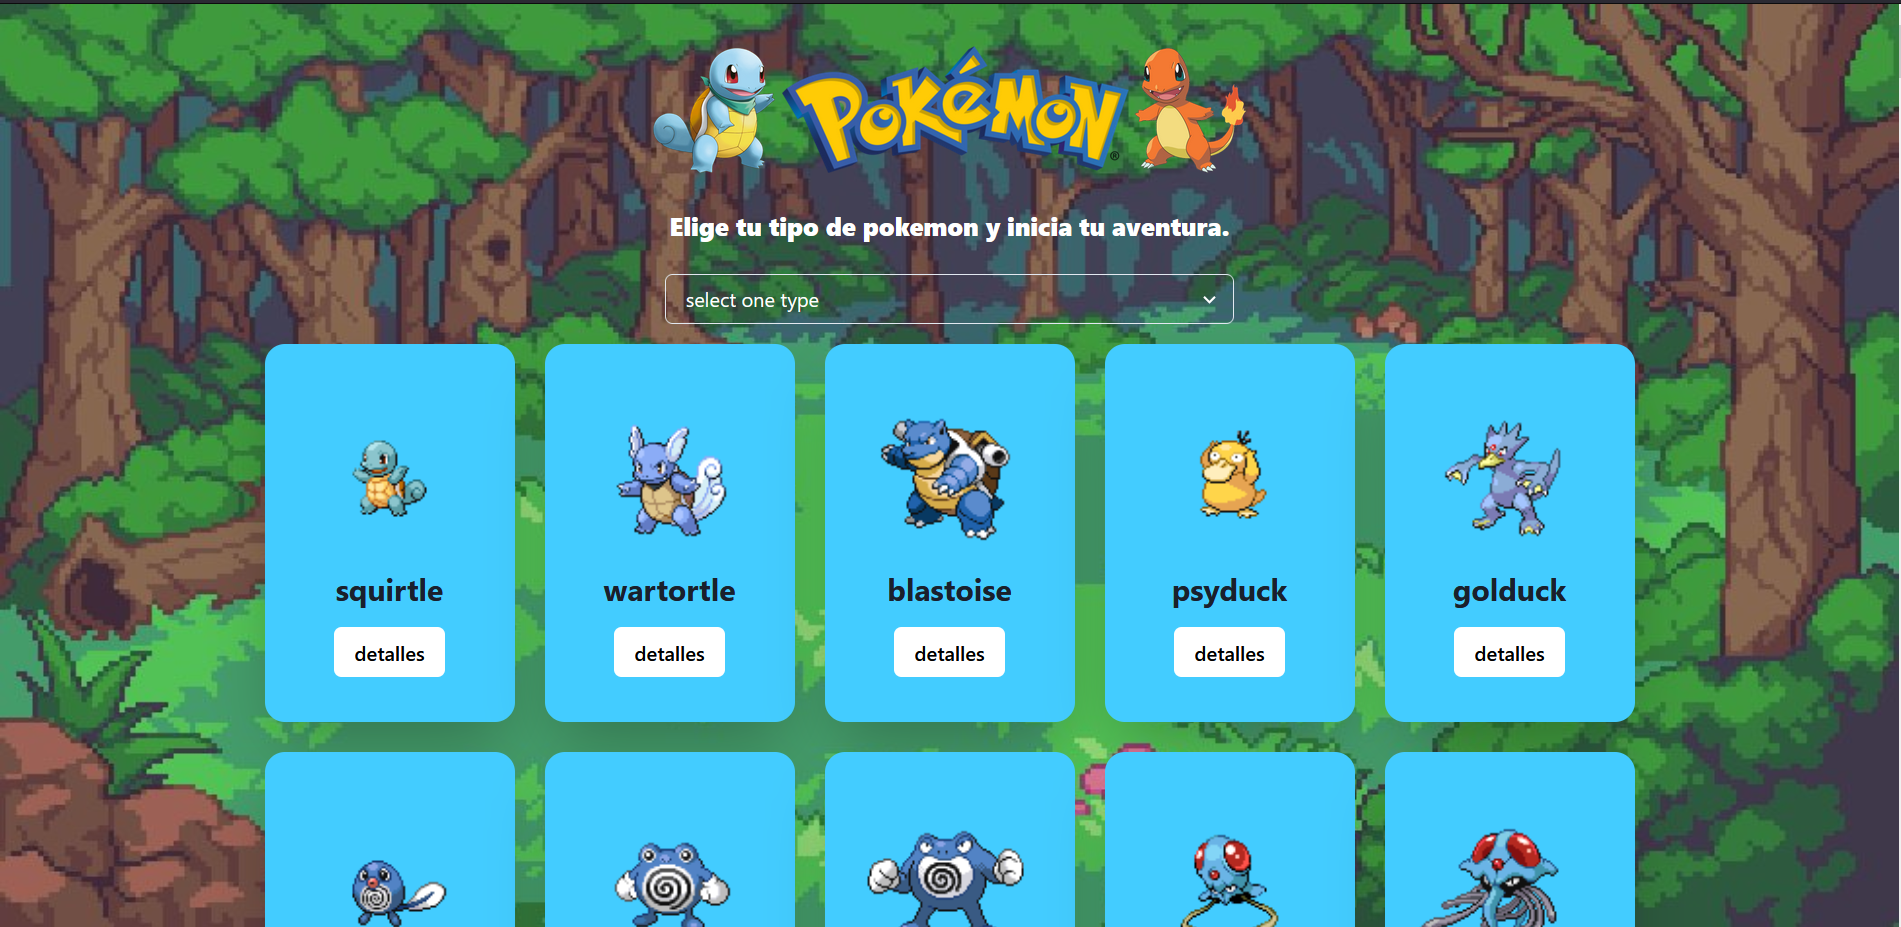 POKéMON®
Elige tu tipo de pokemon y inicia tu aventura.
select one type
squirtle wartortle blastoise psyduck golduck
detalles detalles detalles detalles detalles